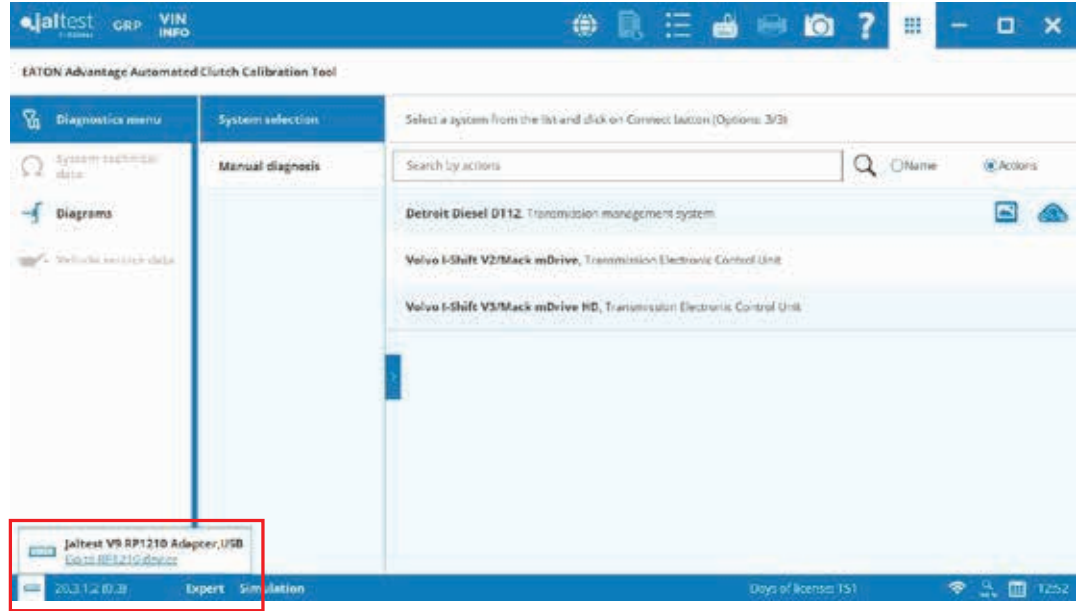 jaltest GRP VIN
INFO
EATON Advantage Automated Clutch Calibration Tool
Diagnostics menu
System selection
Select a system from the list and click on Connect button (Options: 3/3)
System technical
data
Manual diagnosis
Search by actions
Name
Actions
Diagrams
Detroit Diesel DT12, Transmission management system
Volvo I-Shift V2/Mack mDrive, Transmission Electronic Control Unit
Volvo I-Shift V3/Mack mDrive HD, Transmission Electronic Control Unit
Jaltest V9 RP1210 Adapter,USB
Go to RP1210 device
Expert Simulation
Days of license: 151
12:52